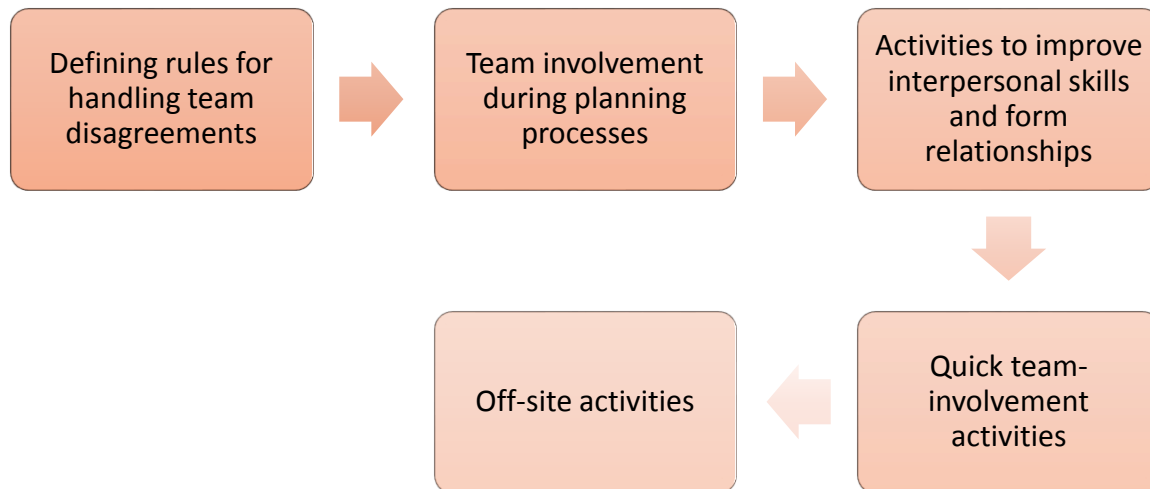 Defining rules for
handling team
disagreements
Team involvement
during planning
processes
Activities to improve
interpersonal skills
and form
relationships
Quick team-
involvement
activities
Off-site activities